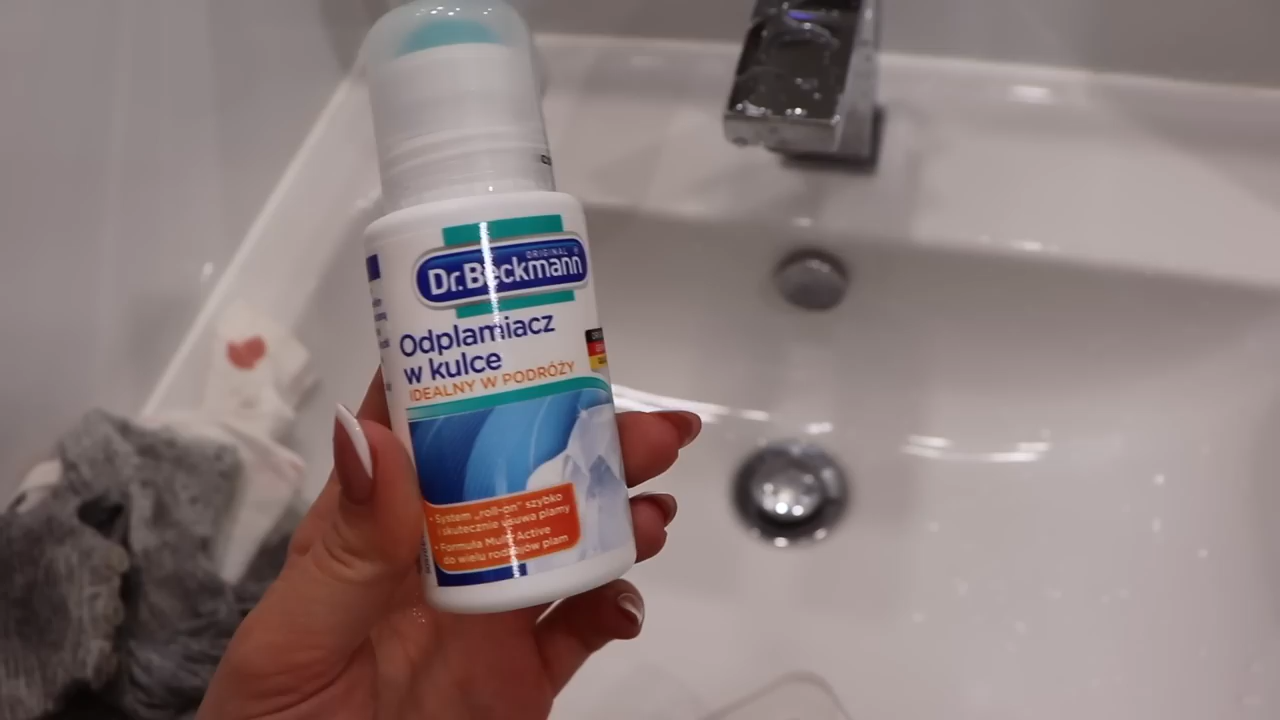 ORIGINAL
Dr.Beckmann
Odplamiacz
w kulce
IDEALNY W PODRÓŻY
• System „roll-on” szybko
i skutecznie usuwa plamy
• Formuła Multi-Active
do wielu rodzajów plam